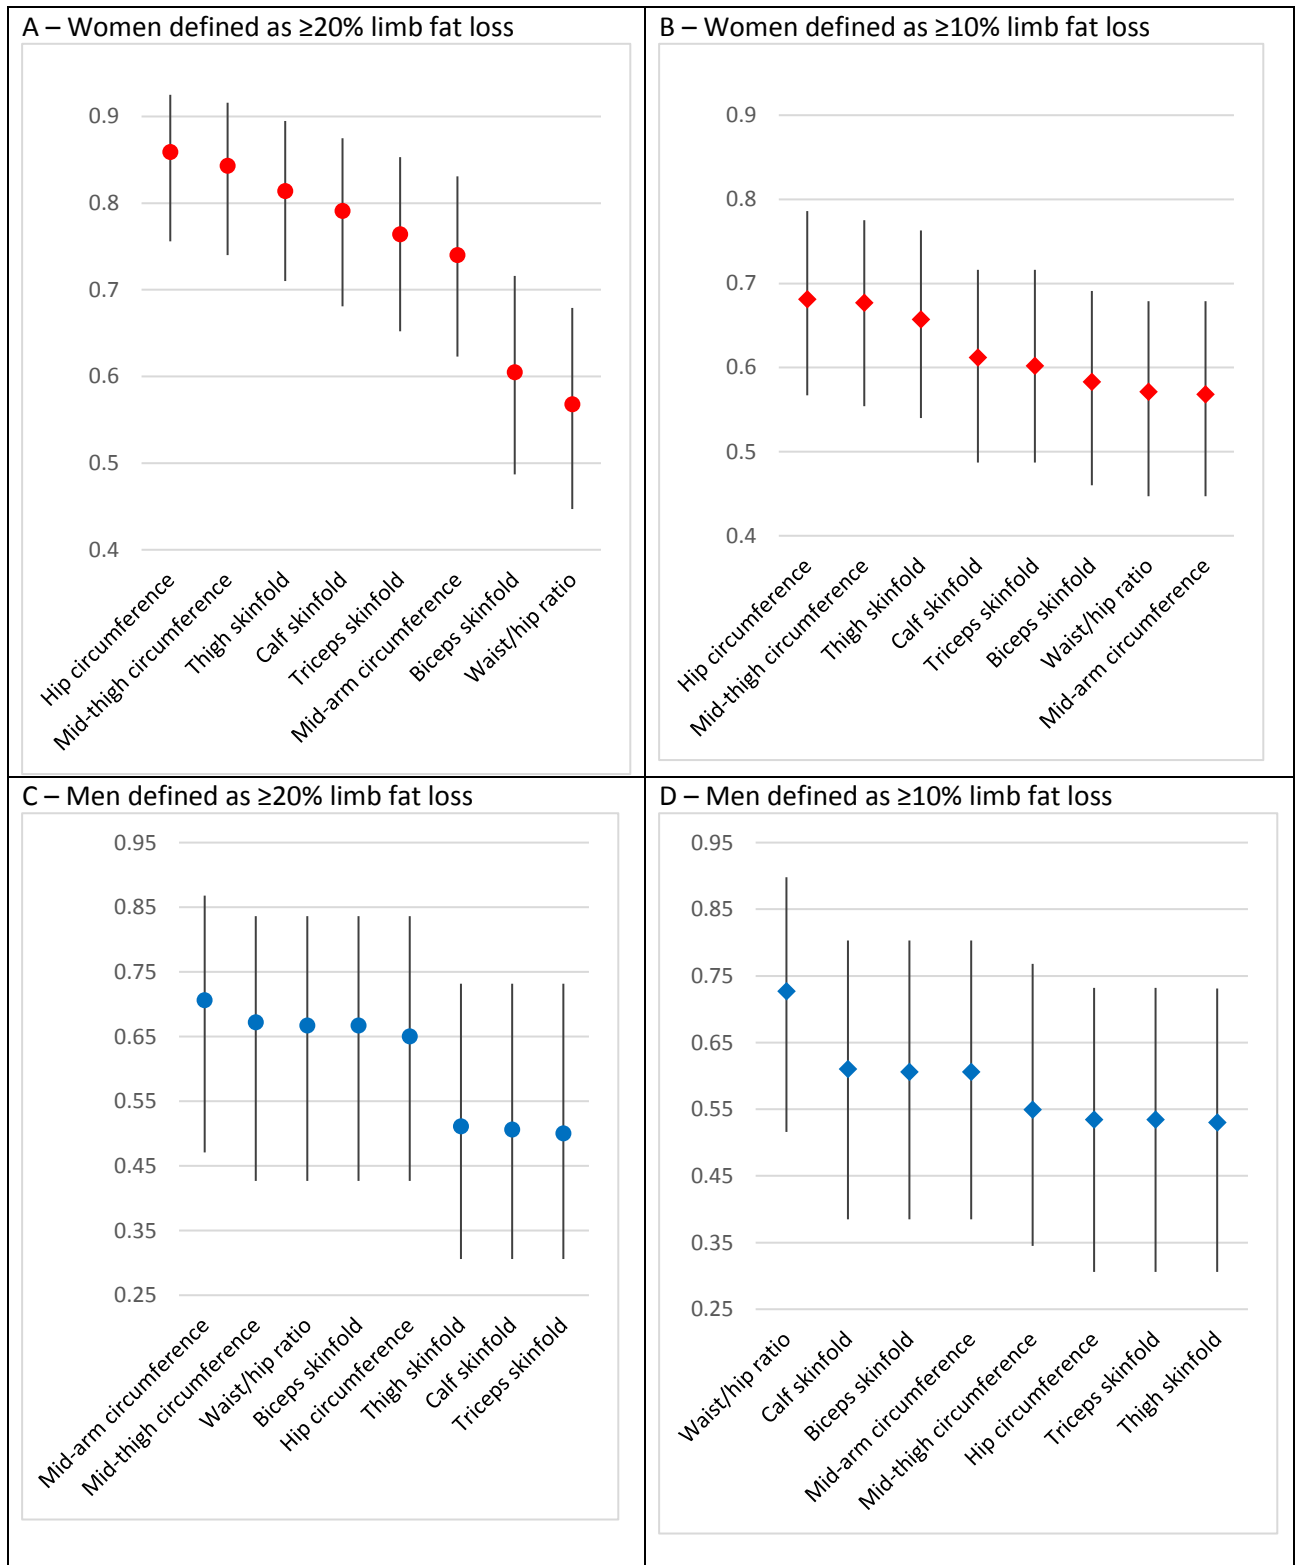 A – Women defined as ≥20% limb fat loss
0.9
0.8
0.7
0.6
0.5
0.4
Hip circumference
Mid-thigh circumference
Thigh skinfold
Calf skinfold
Triceps skinfold
Mid-arm circumference
Biceps skinfold
Waist/hip ratio
B – Women defined as ≥10% limb fat loss
0.9
0.8
0.7
0.6
0.5
0.4
Hip circumference
Mid-thigh circumference
Thigh skinfold
Calf skinfold
Triceps skinfold
Biceps skinfold
Waist/hip ratio
Mid-arm circumference
C – Men defined as ≥20% limb fat loss
0.95
0.85
0.75
0.65
0.55
0.45
0.35
0.25
Mid-arm circumference
Mid-thigh circumference
Waist/hip ratio
Biceps skinfold
Hip circumference
Thigh skinfold
Calf skinfold
Triceps skinfold
D – Men defined as ≥10% limb fat loss
0.95
0.85
0.75
0.65
0.55
0.45
0.35
0.25
Waist/hip ratio
Calf skinfold
Biceps skinfold
Mid-arm circumference
Mid-thigh circumference
Hip circumference
Triceps skinfold
Thigh skinfold